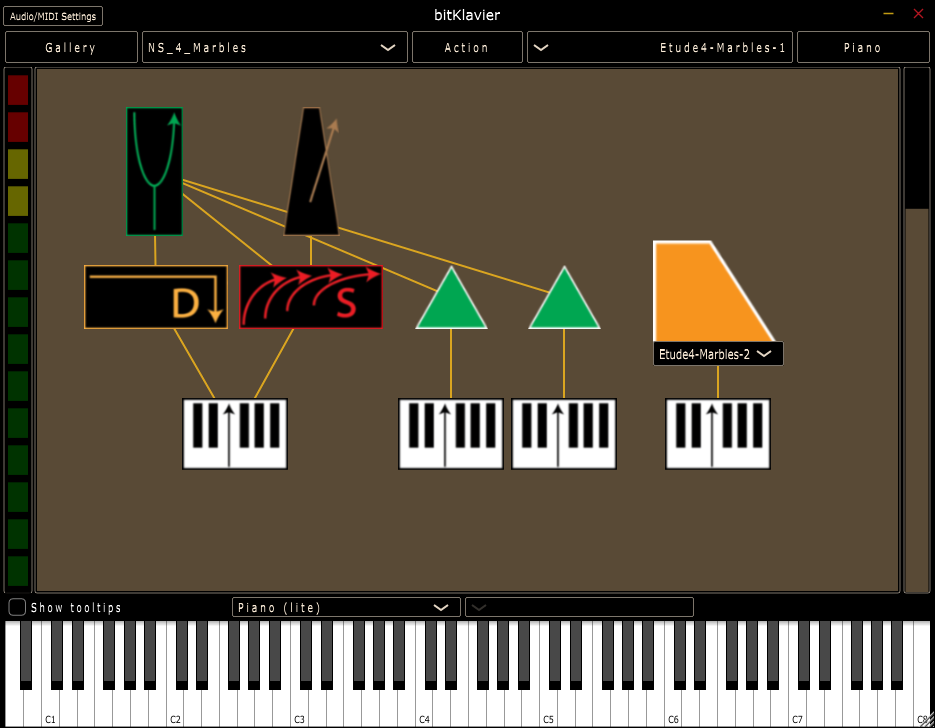 Audio/MIDI Settings
bitKlavier
Gallery
NS_4_Marbles
Action
Etude4-Marbles-1
Piano
D
S
Etude4-Marbles-2
Show tooltips
Piano (lite)
C1 C2 C3 C4 C5 C6 C7 C8